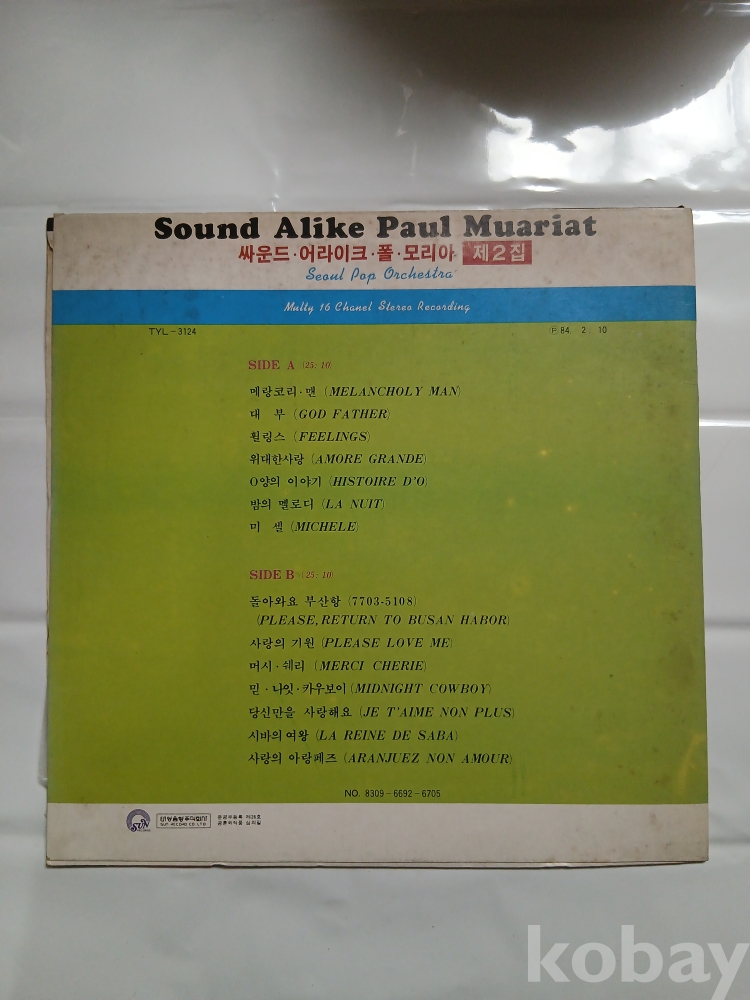 Sound Alike Paul Muariat
싸운드·어라이크·폴·모리아 제2집
Seoul Pop Orchestra
Multy 16 Chanel Stereo Recording
TYL-3124 Ⓟ 84. 2. 10
SIDE A (25: 10)
메랑코리·맨 (MELANCHOLY MAN)
대 부 (GOD FATHER)
휠링스 (FEELINGS)
위대한사랑 (AMORE GRANDE)
O양의 이야기 (HISTOIRE D'O)
밤의 멜로디 (LA NUIT)
미 셀 (MICHELE)
SIDE B (25: 10)
돌아와요 부산항 (7703-5108)
(PLEASE, RETURN TO BUSAN HABOR)
사랑의 기원 (PLEASE LOVE ME)
머시·쉐리 (MERCI CHERIE)
믿·나잇·카우보이 (MIDNIGHT COWBOY)
당신만을 사랑해요 (JE T'AIME NON PLUS)
시바의 여왕 (LA REINE DE SABA)
사랑의 아랑페즈 (ARANJUEZ NON AMOUR)
NO. 8309-6692-6705
SUN
SUN RECORD CO. LTD
kobay